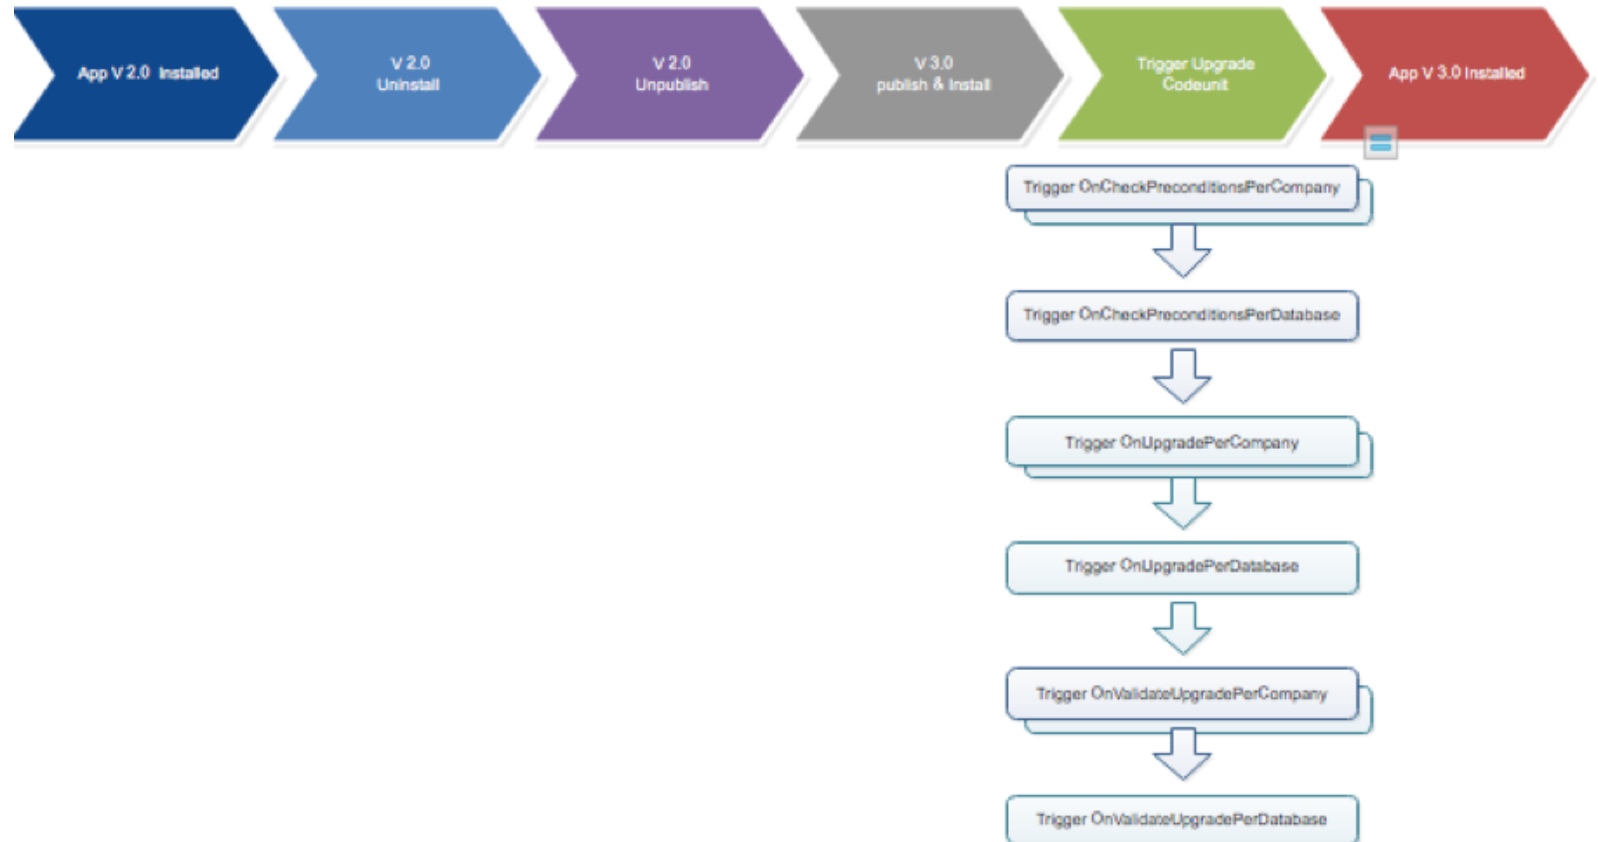 App V 2.0 Installed
V 2.0
Uninstall
V 2.0
Unpublish
V 3.0
publish & Install
Trigger Upgrade
Codeunit
App V 3.0 Installed
Trigger OnCheckPreconditionsPerCompany
Trigger OnCheckPreconditionsPerDatabase
Trigger OnUpgradePerCompany
Trigger OnUpgradePerDatabase
Trigger OnValidateUpgradePerCompany
Trigger OnValidateUpgradePerDatabase